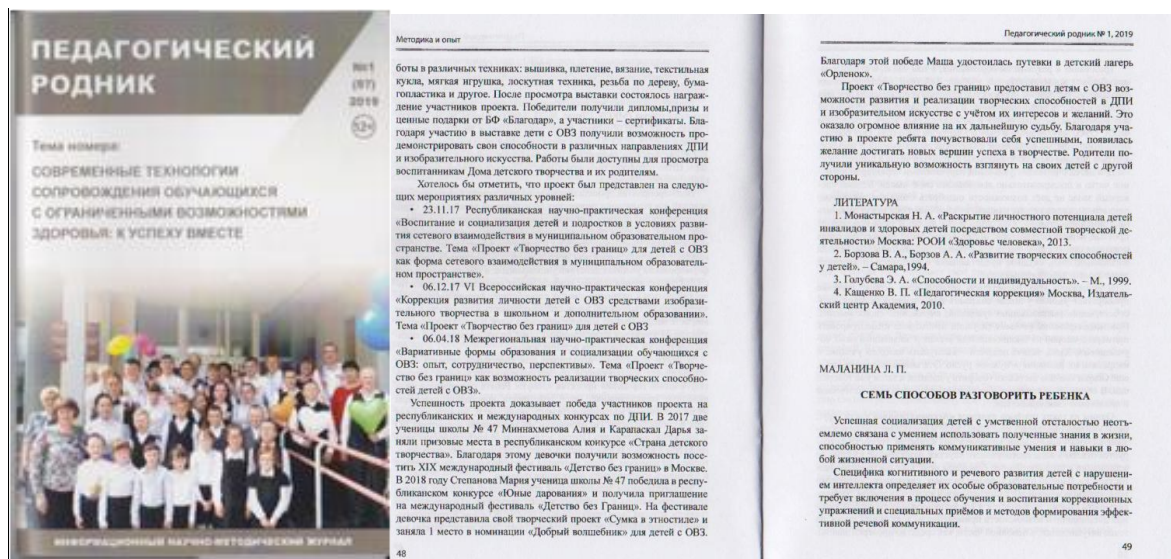 ПЕДАГОГИЧЕСКИЙ
РОДНИК
№1
(97)
2019
12+
Тема номера:
СОВРЕМЕННЫЕ ТЕХНОЛОГИИ
СОПРОВОЖДЕНИЯ ОБУЧАЮЩИХСЯ
С ОГРАНИЧЕННЫМИ ВОЗМОЖНОСТЯМИ
ЗДОРОВЬЯ: К УСПЕХУ ВМЕСТЕ
ИНФОРМАЦИОННЫЙ НАУЧНО-МЕТОДИЧЕСКИЙ ЖУРНАЛ
Методика и опыт
боты в различных техниках: вышивка, плетение, вязание, текстильная
кукла, мягкая игрушка, лоскутная техника, резьба по дереву, бума-
гопластика и другое. После просмотра выставки состоялось награж-
дение участников проекта. Победители получили дипломы,призы и
ценные подарки от БФ «Благодар», а участники – сертификаты. Бла-
годаря участию в выставке дети с ОВЗ получили возможность про-
демонстрировать свои способности в различных направлениях ДПИ
и изобразительного искусства. Работы были доступны для просмотра
воспитанникам Дома детского творчества и их родителям.
Хотелось бы отметить, что проект был представлен на следую-
щих мероприятиях различных уровней:
• 23.11.17 Республиканская научно-практическая конференция
«Воспитание и социализация детей и подростков в условиях разви-
тия сетевого взаимодействия в муниципальном образовательном про-
странстве. Тема «Проект «Творчество без границ» для детей с ОВЗ
как форма сетевого взаимодействия в муниципальном образователь-
ном пространстве».
• 06.12.17 VI Всероссийская научно-практическая конференция
«Коррекция развития личности детей с ОВЗ средствами изобрази-
тельного творчества в школьном и дополнительном образовании».
Тема «Проект «Творчество без границ» для детей с ОВЗ
• 06.04.18 Межрегиональная научно-практическая конференция
«Вариативные формы образования и социализации обучающихся с
ОВЗ: опыт, сотрудничество, перспективы». Тема «Проект «Творче-
ство без границ» как возможность реализации творческих способно-
стей детей с ОВЗ».
Успешность проекта доказывает победа участников проекта на
республиканских и международных конкурсах по ДПИ. В 2017 две
ученицы школы № 47 Миннахметова Алия и Карапаскал Дарья за-
няли призовые места в республиканском конкурсе «Страна детского
творчества». Благодаря этому девочки получили возможность посе-
тить XIX международный фестиваль «Детство без границ» в Москве.
В 2018 году Степанова Мария ученица школы № 47 победила в респу-
бликанском конкурсе «Юные дарования» и получила приглашение
на международный фестиваль «Детство без Границ». На фестивале
девочка представила свой творческий проект «Сумка в этностиле» и
заняла 1 место в номинации «Добрый волшебник» для детей с ОВЗ.
48
Педагогический родник № 1, 2019
Благодаря этой победе Маша удостоилась путевки в детский лагерь
«Орленок».
Проект «Творчество без границ» предоставил детям с ОВЗ воз-
можности развития и реализации творческих способностей в ДПИ
и изобразительном искусстве с учётом их интересов и желаний. Это
оказало огромное влияние на их дальнейшую судьбу. Благодаря уча-
стию в проекте ребята почувствовали себя успешными, появилась
желание достигать новых вершин успеха в творчестве. Родители по-
лучили уникальную возможность взглянуть на своих детей с другой
стороны.
ЛИТЕРАТУРА
1. Монастырская Н. А. «Раскрытие личностного потенциала детей
инвалидов и здоровых детей посредством совместной творческой де-
ятельности» Москва: РООИ «Здоровье человека», 2013.
2. Борзова В. А., Борзов А. А. «Развитие творческих способностей
у детей». – Самара,1994.
3. Голубева Э. А. «Способности и индивидуальность». – М., 1999.
4. Кащенко В. П. «Педагогическая коррекция» Москва, Издатель-
ский центр Академия, 2010.
МАЛАНИНА Л. П.
СЕМЬ СПОСОБОВ РАЗГОВОРИТЬ РЕБЕНКА
Успешная социализация детей с умственной отсталостью неотъ-
емлемо связана с умением использовать полученные знания в жизни,
способностью применять коммуникативные умения и навыки в лю-
бой жизненной ситуации.
Специфика когнитивного и речевого развития детей с нарушени-
ем интеллекта определяет их особые образовательные потребности и
требует включения в процесс обучения и воспитания коррекционных
упражнений и специальных приёмов и методов формирования эффек-
тивной речевой коммуникации.
49